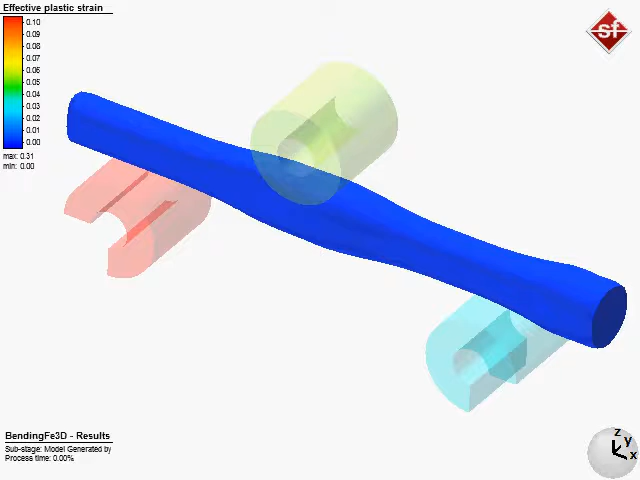 Effective plastic strain
0.10
0.09
0.08
0.07
0.06
0.05
0.04
0.03
0.02
0.01
0.00
max: 0.31
min: 0.00
sf
BendingFe3D - Results
Sub-stage: Model Generated by
Process time: 0.00%
z
y
x